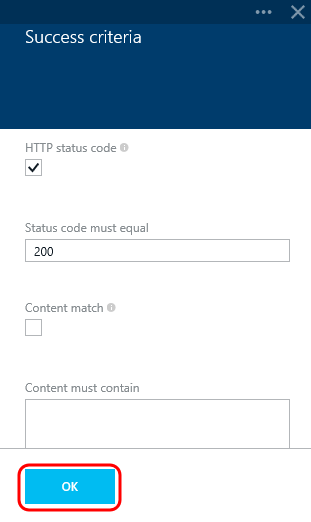 Success criteria
HTTP status code
Status code must equal
200
Content match
Content must contain
OK